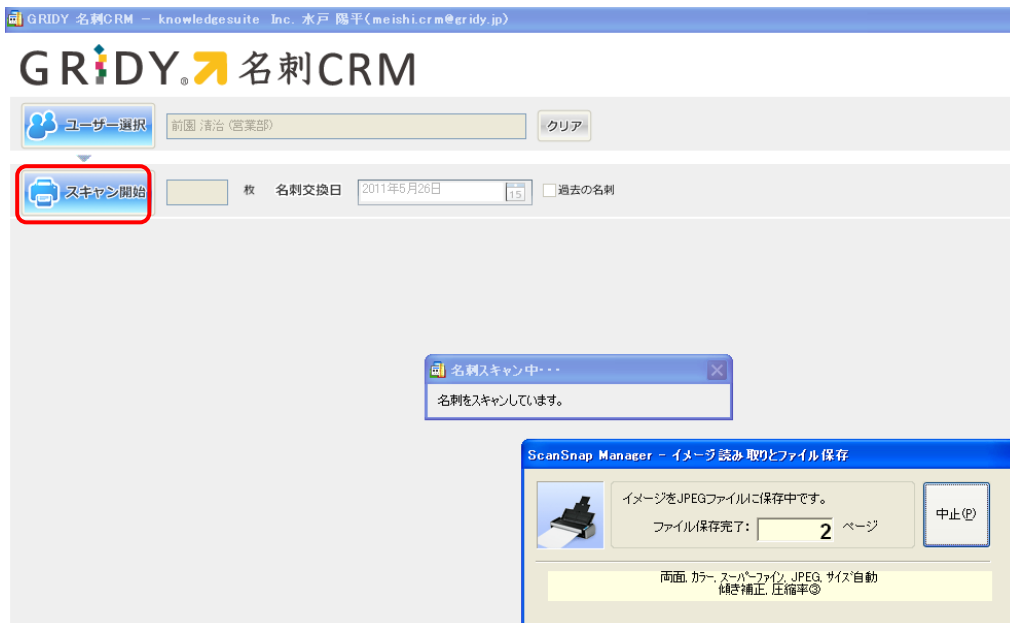 GRIDY 名刺CRM － knowledgesuite Inc. 水戸 陽平(meishi.crm@gridy.jp)
GRiDY®名刺CRM
ユーザー選択 前園 清治 (営業部) クリア
スキャン開始 枚 名刺交換日 2011年5月26日 15 過去の名刺
名刺スキャン中･･･
名刺をスキャンしています。
ScanSnap Manager － イメージ読み取りとファイル保存
イメージをJPEGファイルに保存中です。
ファイル保存完了: 2 ページ
中止(P)
両面, カラー, スーパーファイン, JPEG, サイズ自動
傾き補正, 圧縮率③